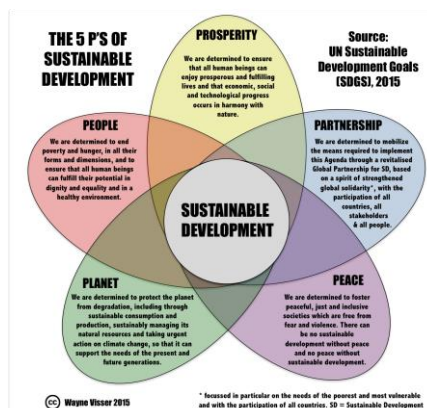 THE 5 P'S OF
SUSTAINABLE
DEVELOPMENT
Source:
UN Sustainable
Development Goals
(SDGS), 2015
PROSPERITY
We are determined to ensure
that all human beings can
enjoy prosperous and fulfilling
lives and that economic, social
and technological progress
occurs in harmony with
nature.
PEOPLE
We are determined to end
poverty and hunger, in all their
forms and dimensions, and to
ensure that all human beings
can fulfill their potential in
dignity and equality and in
a healthy environment.
PARTNERSHIP
We are determined to mobilize
the means required to implement
this Agenda through a revitalised
Global Partnership for SD, based
on a spirit of strengthened
global solidarity*, with the
participation of all
countries, all
stakeholders
& all people.
SUSTAINABLE
DEVELOPMENT
PLANET
We are determined to protect the planet
from degradation, including through
sustainable consumption and
production, sustainably managing its
natural resources and taking urgent
action on climate change, so that it can
support the needs of the present and
future generations.
PEACE
We are determined to foster
peaceful, just and inclusive
societies which are free from
fear and violence. There can
be no sustainable
development without peace
and no peace without
sustainable development.
cc Wayne Visser 2015
* focussed in particular on the needs of the poorest and most vulnerable
and with the participation of all countries. SD = Sustainable Development